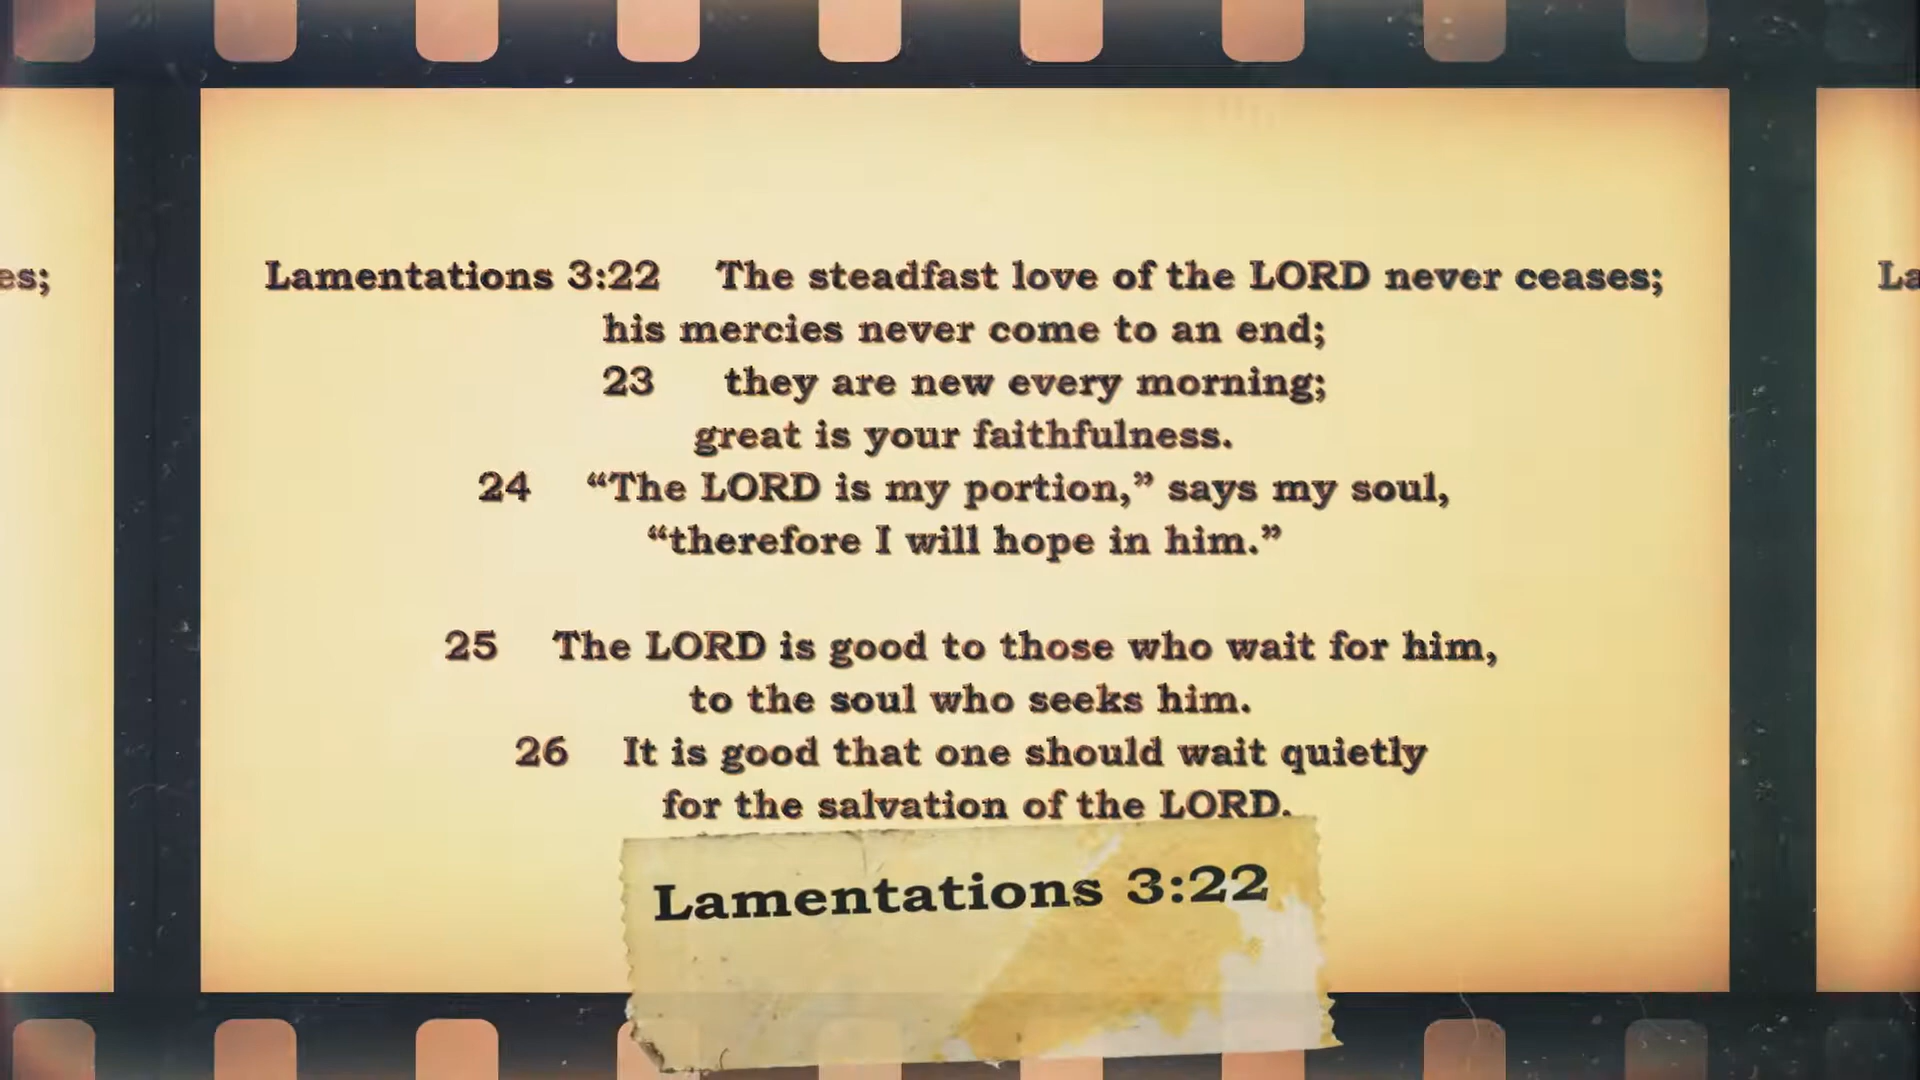 es;
Lamentations 3:22 The steadfast love of the LORD never ceases;
La
his mercies never come to an end;
23 they are new every morning;
great is your faithfulness.
24 “The LORD is my portion,” says my soul,
“therefore I will hope in him.”
25 The LORD is good to those who wait for him,
to the soul who seeks him.
26 It is good that one should wait quietly
for the salvation of the LORD.
Lamentations 3:22